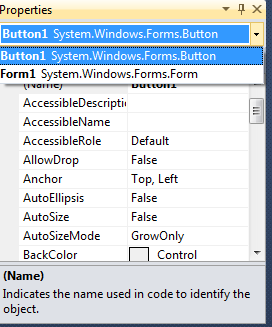 Properties
Button1 System.Windows.Forms.Button
Button1 System.Windows.Forms.Button
Form1 System.Windows.Forms.Form
(Name) Button1
AccessibleDescription
AccessibleName
AccessibleRole Default
AllowDrop False
Anchor Top, Left
AutoEllipsis False
AutoSize False
AutoSizeMode GrowOnly
BackColor Control
(Name)
Indicates the name used in code to identify the
object.